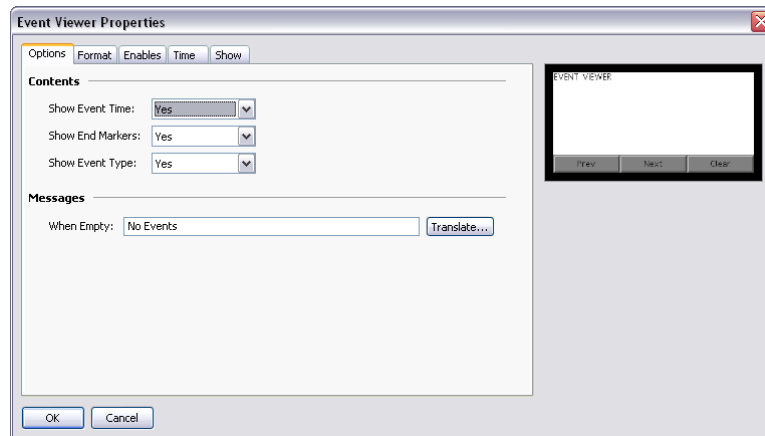 Event Viewer Properties
Options Format Enables Time Show
Contents
Show Event Time: Yes
Show End Markers: Yes
Show Event Type: Yes
Messages
When Empty: No Events Translate...
EVENT VIEWER
Prev Next Clear
OK Cancel